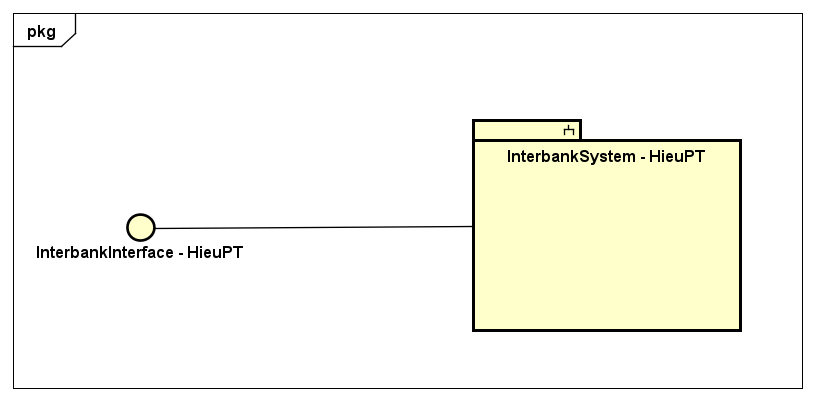 pkg
InterbankSystem - HieuPT
InterbankInterface - HieuPT